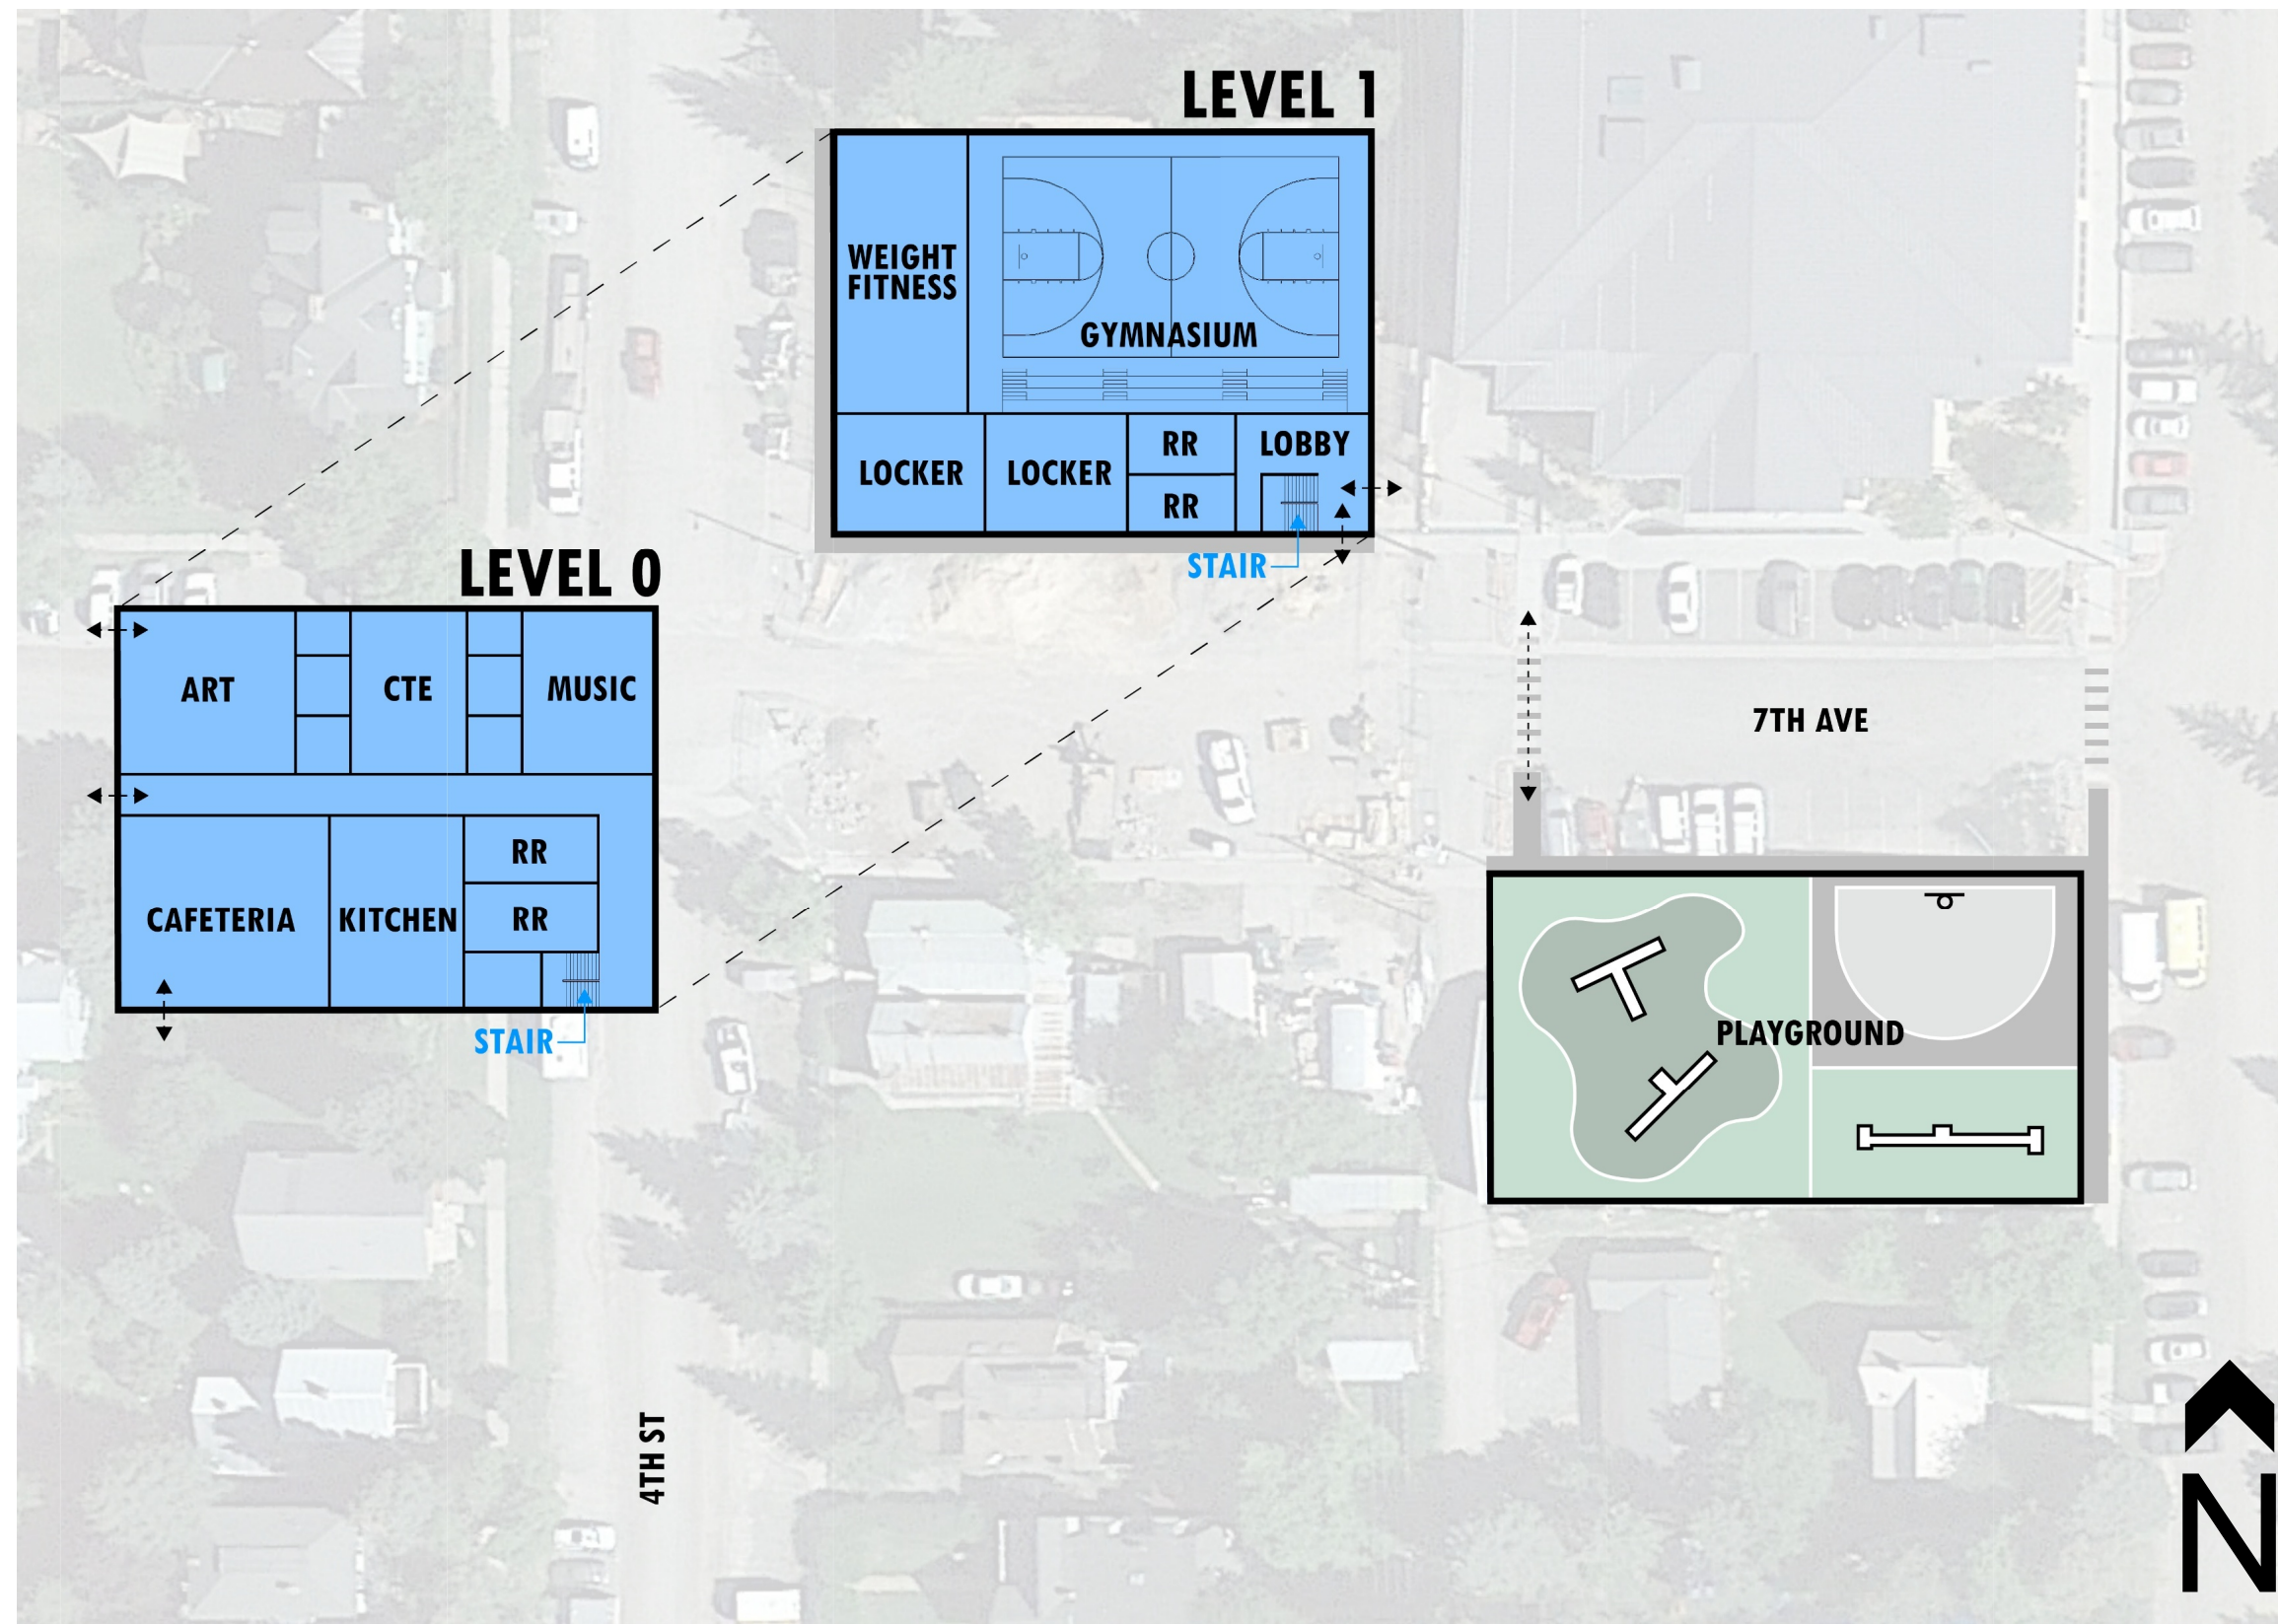 LEVEL 1
WEIGHT
FITNESS
GYMNASIUM
LOCKER
LOCKER
RR
RR
LOBBY
STAIR
LEVEL 0
ART
CTE
MUSIC
CAFETERIA
KITCHEN
RR
RR
STAIR
7TH AVE
PLAYGROUND
4TH ST
N